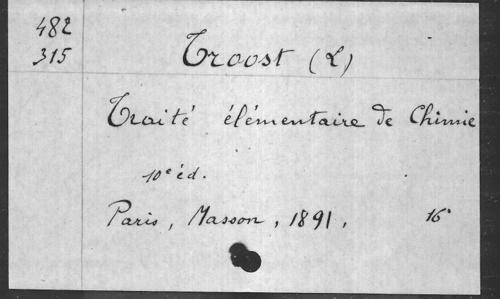 482
315
Troost (L)
Traité élémentaire de Chimie
10e éd.
Paris, Masson, 1891, 16°